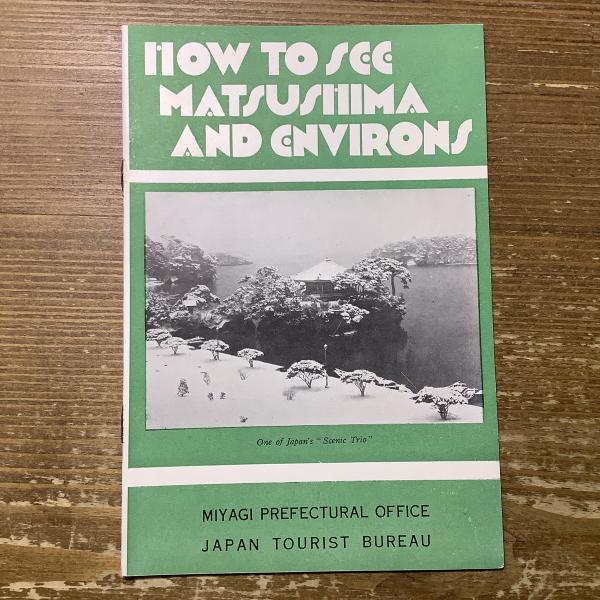 HOW TO SEE
MATSUSHIMA
AND ENVIRONS
One of Japan's "Scenic Trio"
MIYAGI PREFECTURAL OFFICE
JAPAN TOURIST BUREAU